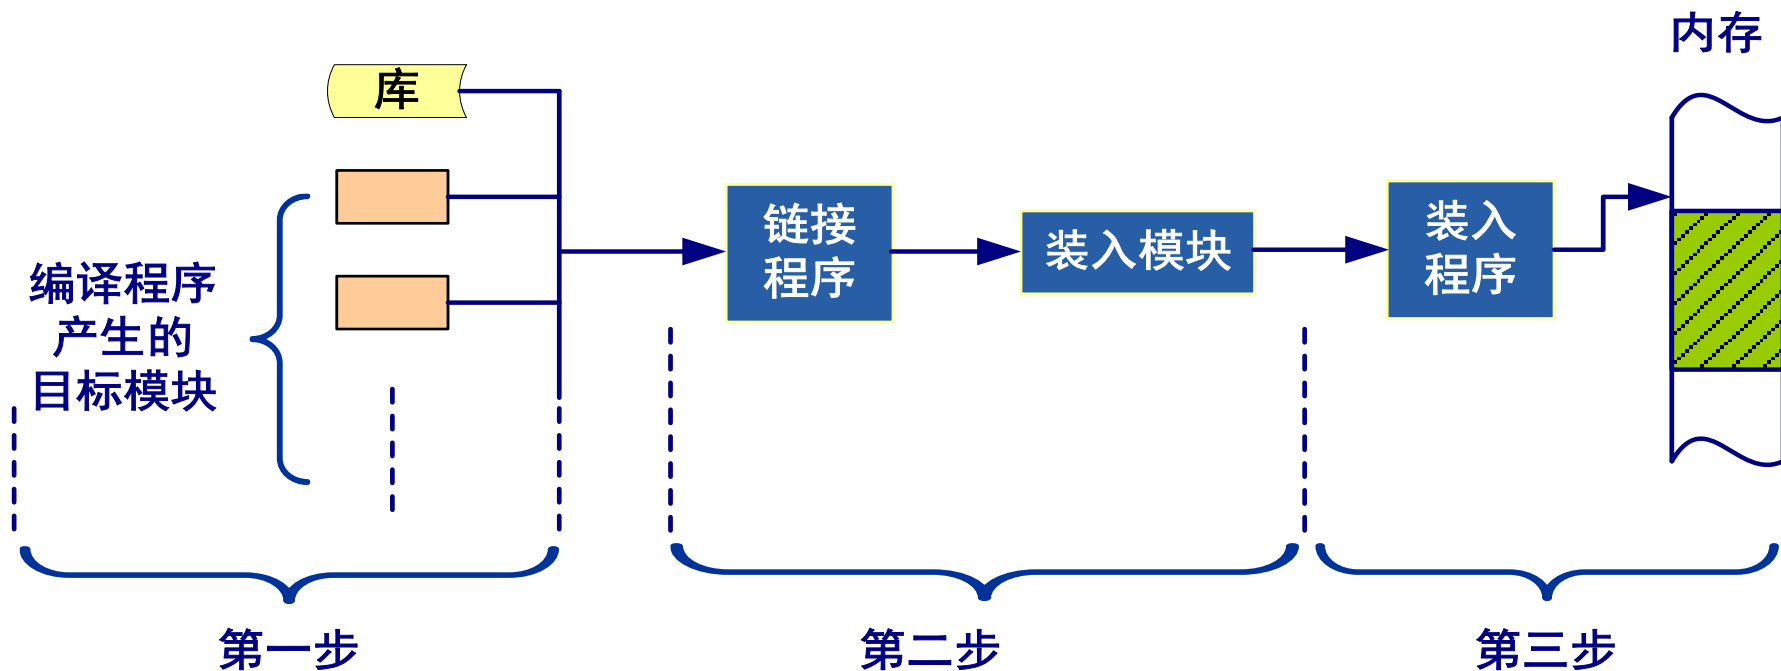 内存
库
编译程序
产生的
目标模块
链接
程序
装入模块
装入
程序
第一步
第二步
第三步